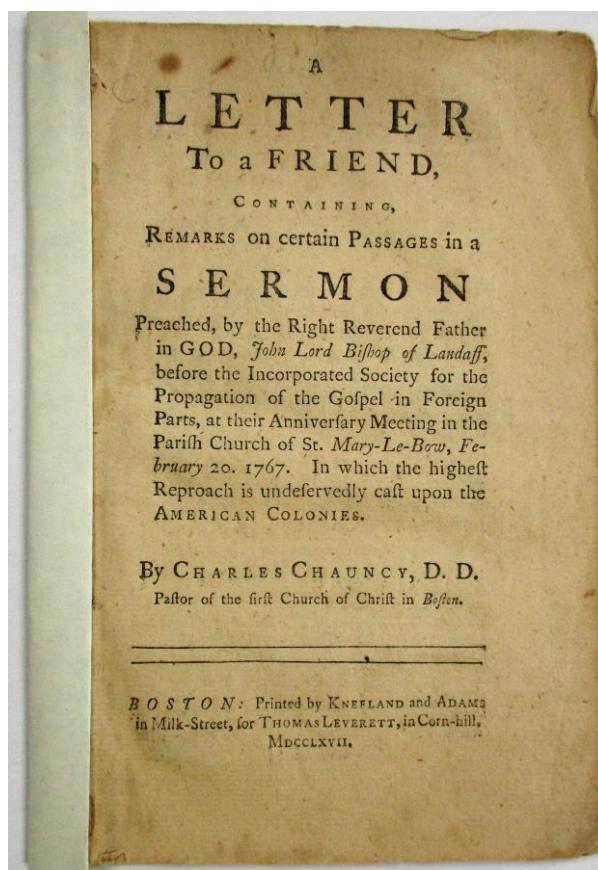 A
LETTER
To a FRIEND,
CONTAINING,
REMARKS on certain PASSAGES in a
SERMON
Preached, by the Right Reverend Father
in GOD, John Lord Biſhop of Landaff,
before the Incorporated Society for the
Propagation of the Goſpel in Foreign
Parts, at their Anniverſary Meeting in the
Pariſh Church of St. Mary-Le-Bow, Fe-
bruary 20. 1767. In which the higheſt
Reproach is undeſervedly caſt upon the
AMERICAN COLONIES.
By CHARLES CHAUNCY, D. D.
Paſtor of the firſt Church of Chriſt in Boſton.
BOSTON: Printed by KNEELAND and ADAMS
in Milk-Street, for THOMAS LEVERETT, in Corn-hill.
MDCCLXVII.